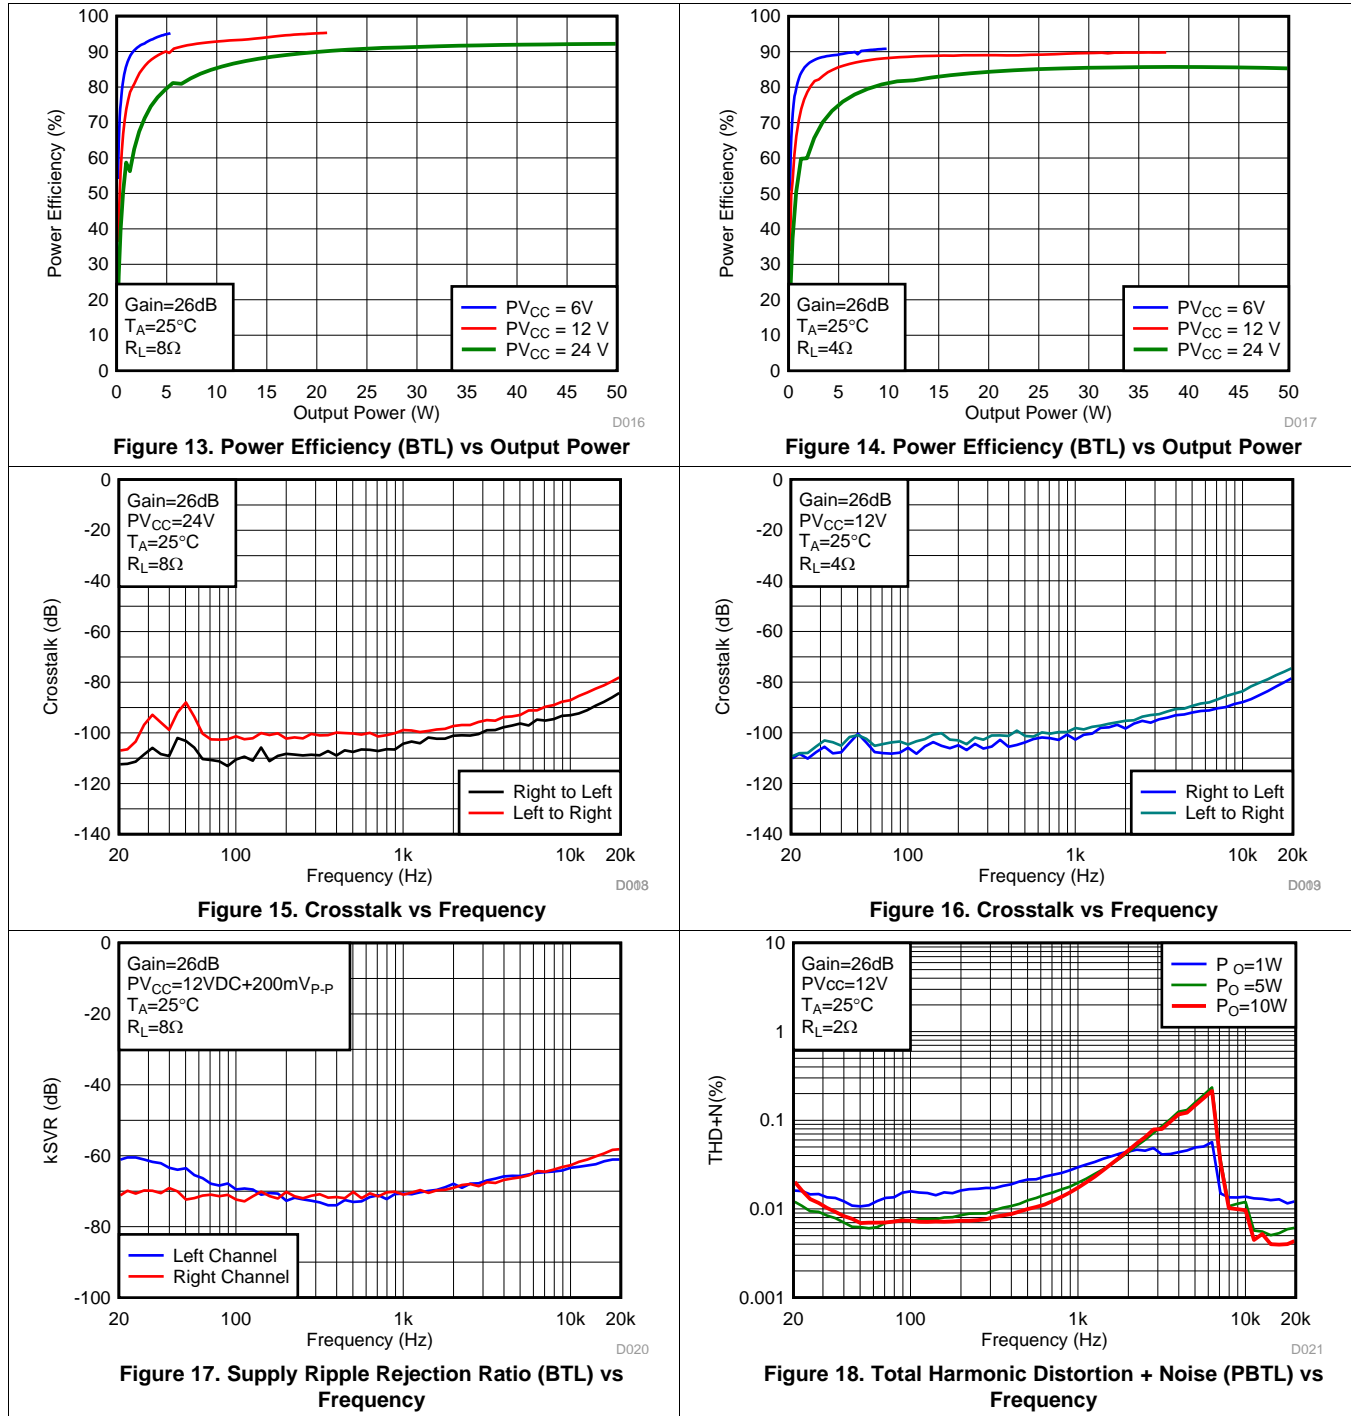 100
90
80
70
60
50
40
30
20
10
0
Power Efficiency (%)
Gain=26dB
TA=25°C
RL=8Ω
PVCC = 6V
PVCC = 12 V
PVCC = 24 V
0 5 10 15 20 25 30 35 40 45 50
Output Power (W)
D016
Figure 13. Power Efficiency (BTL) vs Output Power
100
90
80
70
60
50
40
30
20
10
0
Power Efficiency (%)
Gain=26dB
TA=25°C
RL=4Ω
PVCC = 6V
PVCC = 12 V
PVCC = 24 V
0 5 10 15 20 25 30 35 40 45 50
Output Power (W)
D017
Figure 14. Power Efficiency (BTL) vs Output Power
0
-20
-40
-60
-80
-100
-120
-140
Crosstalk (dB)
Gain=26dB
PVCC=24V
TA=25°C
RL=8Ω
Right to Left
Left to Right
20 100 1k 10k 20k
Frequency (Hz)
Figure 15. Crosstalk vs Frequency
0
-20
-40
-60
-80
-100
-120
-140
Crosstalk (dB)
Gain=26dB
PVCC=12V
TA=25°C
RL=4Ω
Right to Left
Left to Right
20 100 1k 10k 20k
Frequency (Hz)
Figure 16. Crosstalk vs Frequency
0
-20
-40
-60
-80
-100
kSVR (dB)
Gain=26dB
PVCC=12VDC+200mVP-P
TA=25°C
RL=8Ω
Left Channel
Right Channel
20 100 1k 10k 20k
Frequency (Hz)
D020
Figure 17. Supply Ripple Rejection Ratio (BTL) vs
Frequency
10
1
0.1
0.01
0.001
THD+N(%)
Gain=26dB
PVcc=12V
TA=25°C
RL=2Ω
P O=1W
PO =5W
PO=10W
20 100 1k 10k 20k
Frequency (Hz)
D021
Figure 18. Total Harmonic Distortion + Noise (PBTL) vs
Frequency